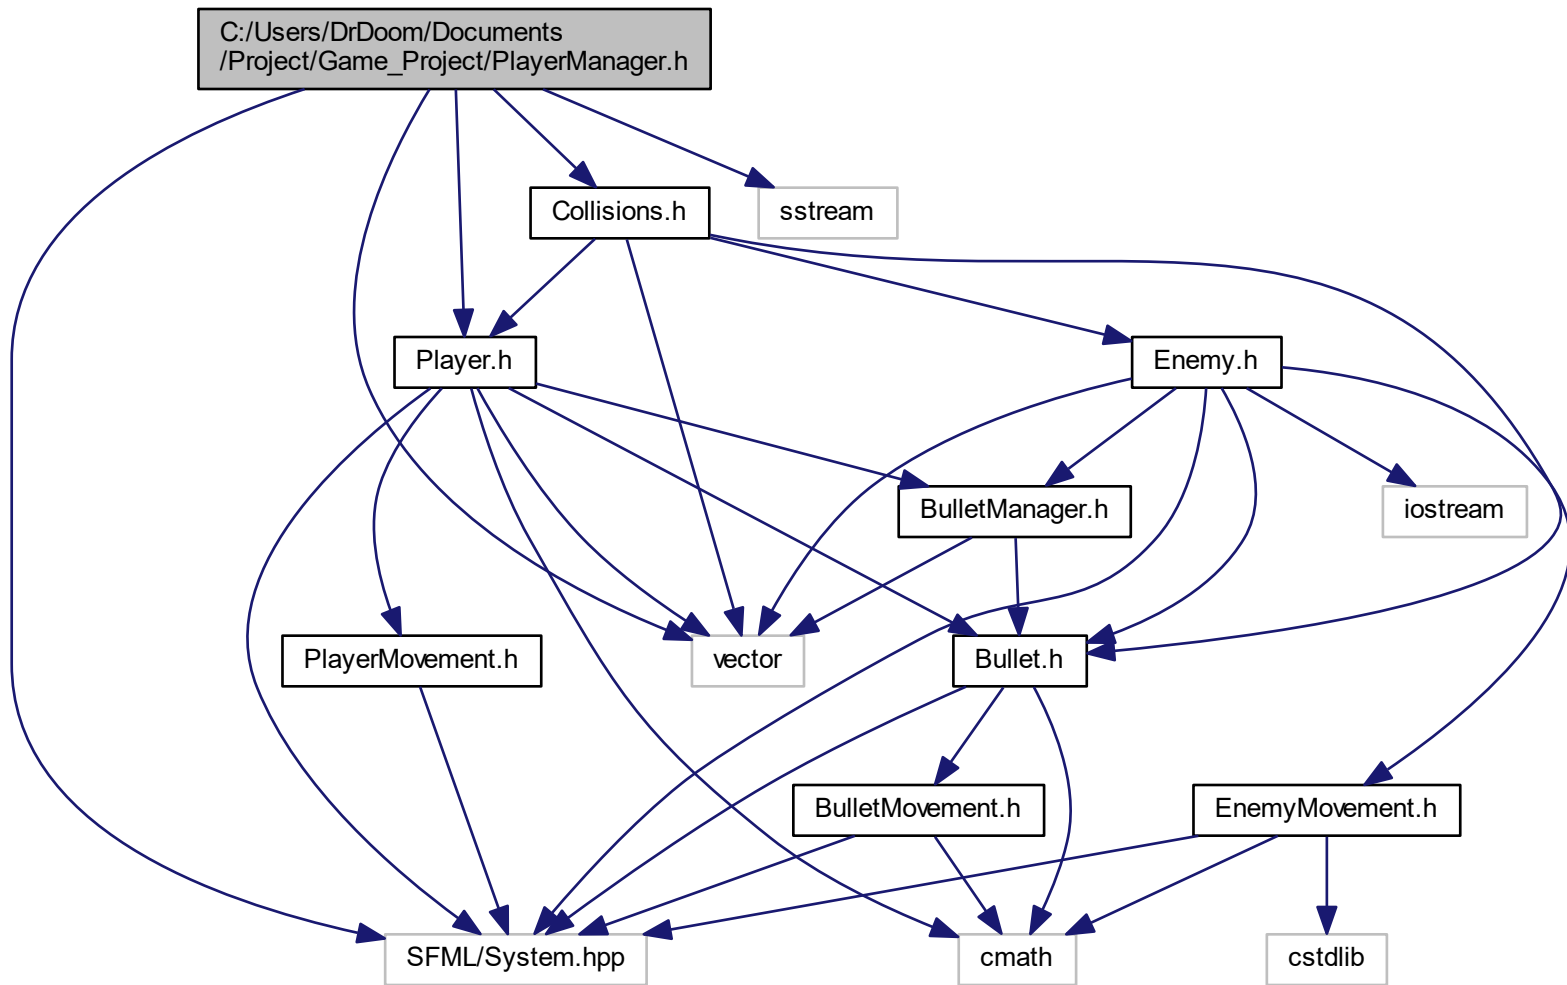 C:/Users/DrDoom/Documents
/Project/Game_Project/PlayerManager.h
Collisions.h
sstream
Player.h
Enemy.h
BulletManager.h
iostream
PlayerMovement.h
vector
Bullet.h
BulletMovement.h
EnemyMovement.h
SFML/System.hpp
cmath
cstdlib